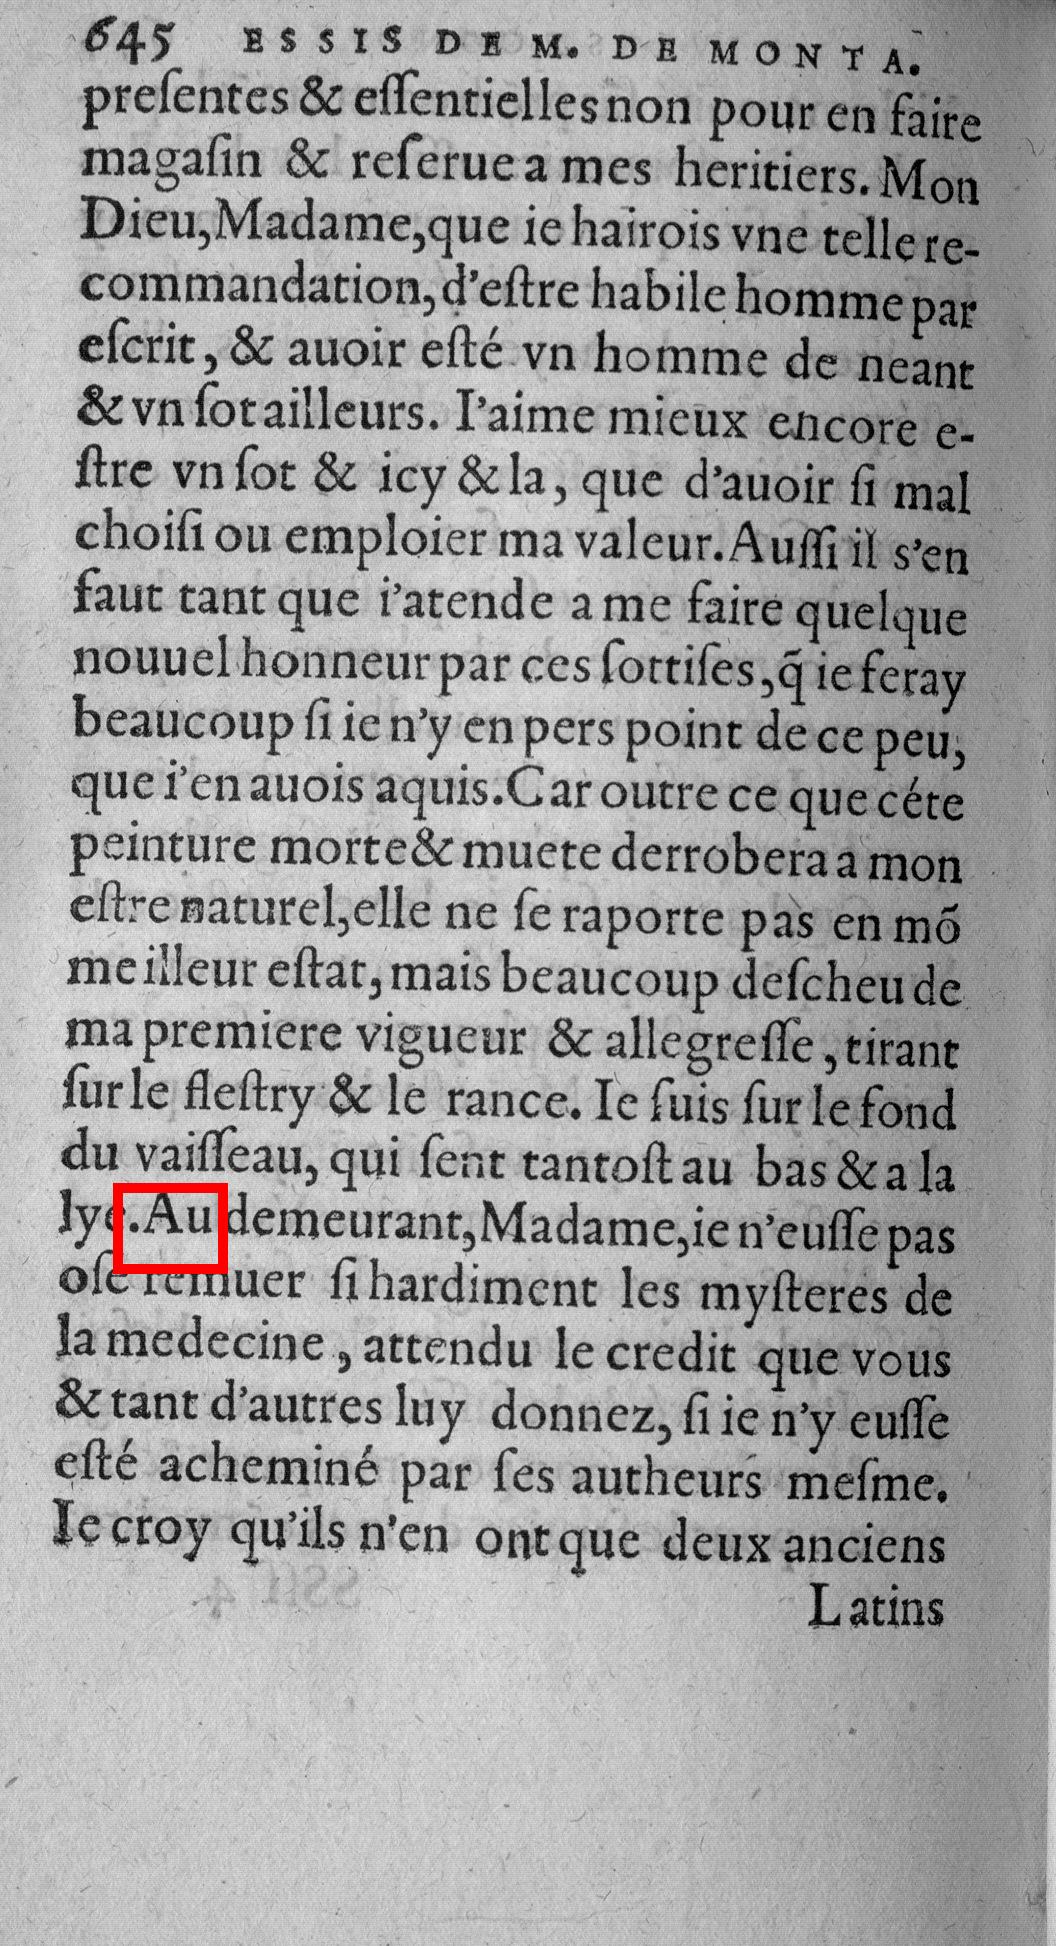 645 ESSIS DE M. DE MONTA.
preſentes & eſſentielles non pour en faire
magaſin & reſerue a mes heritiers. Mon
Dieu, Madame, que ie hairois vne telle re-
commandation, d'eſtre habile homme par
eſcrit, & auoir eſté vn homme de neant
& vn ſot ailleurs. I'aime mieux encore e-
ſtre vn ſot & icy & la, que d'auoir ſi mal
choiſi ou emploier ma valeur. Auſſi il s'en
faut tant que i'atende a me faire quelque
nouuel honneur par ces ſottiſes, q̃ ie feray
beaucoup ſi ie n'y en pers point de ce peu,
que i'en auois aquis. Car outre ce que céte
peinture morte & muete derrobera a mon
eſtre naturel, elle ne ſe raporte pas en mõ
meilleur eſtat, mais beaucoup deſcheu de
ma premiere vigueur & allegreſſe, tirant
ſur le fleſtry & le rance. Ie ſuis ſur le fond
du vaiſſeau, qui ſent tantoſt au bas & a la
lye. Au demeurant, Madame, ie n'euſſe pas
oſé remuer ſi hardiment les myſteres de
la medecine, attendu le credit que vous
& tant d'autres luy donnez, ſi ie n'y euſſe
eſté acheminé par ſes autheurs meſme.
Ie croy qu'ils n'en ont que deux anciens
Latins